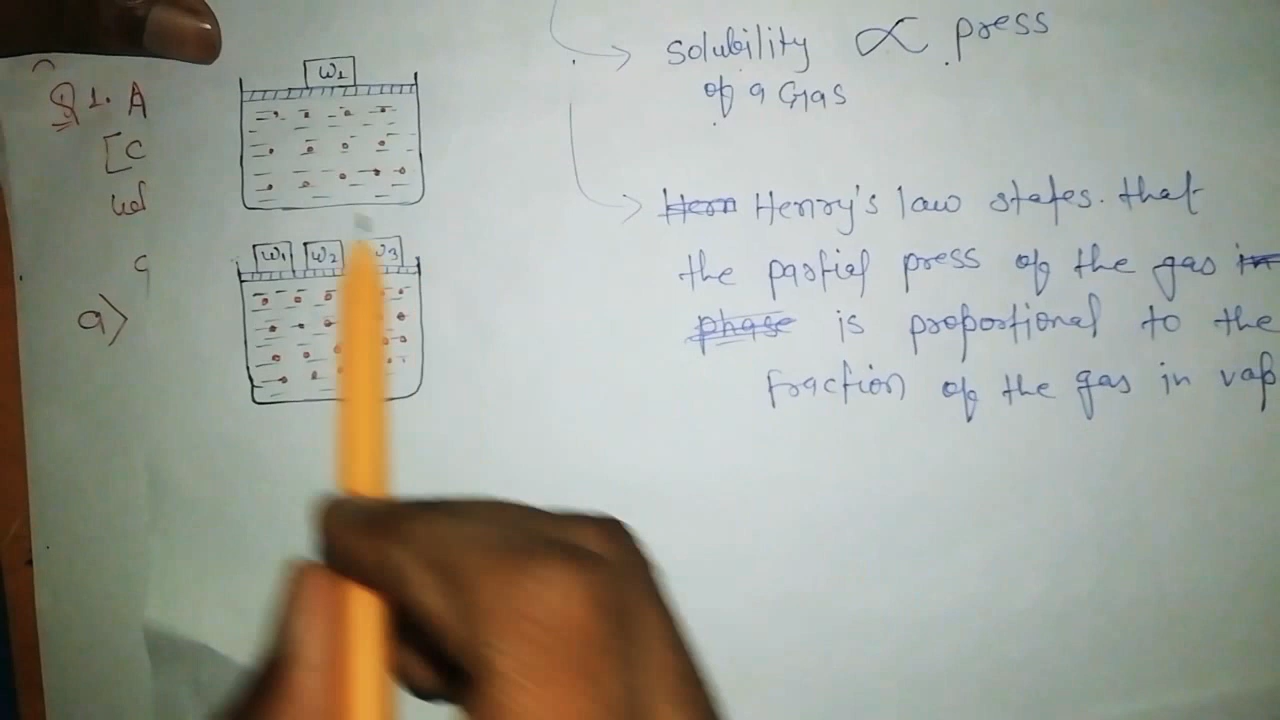 Q1. A
[C
a)
W1
W1 W2 W3
Solubility ∝ press
of a Gas
Hern Henry's law states. that
the partial press of the gas in
phase is proportional to the
fraction of the gas in vap